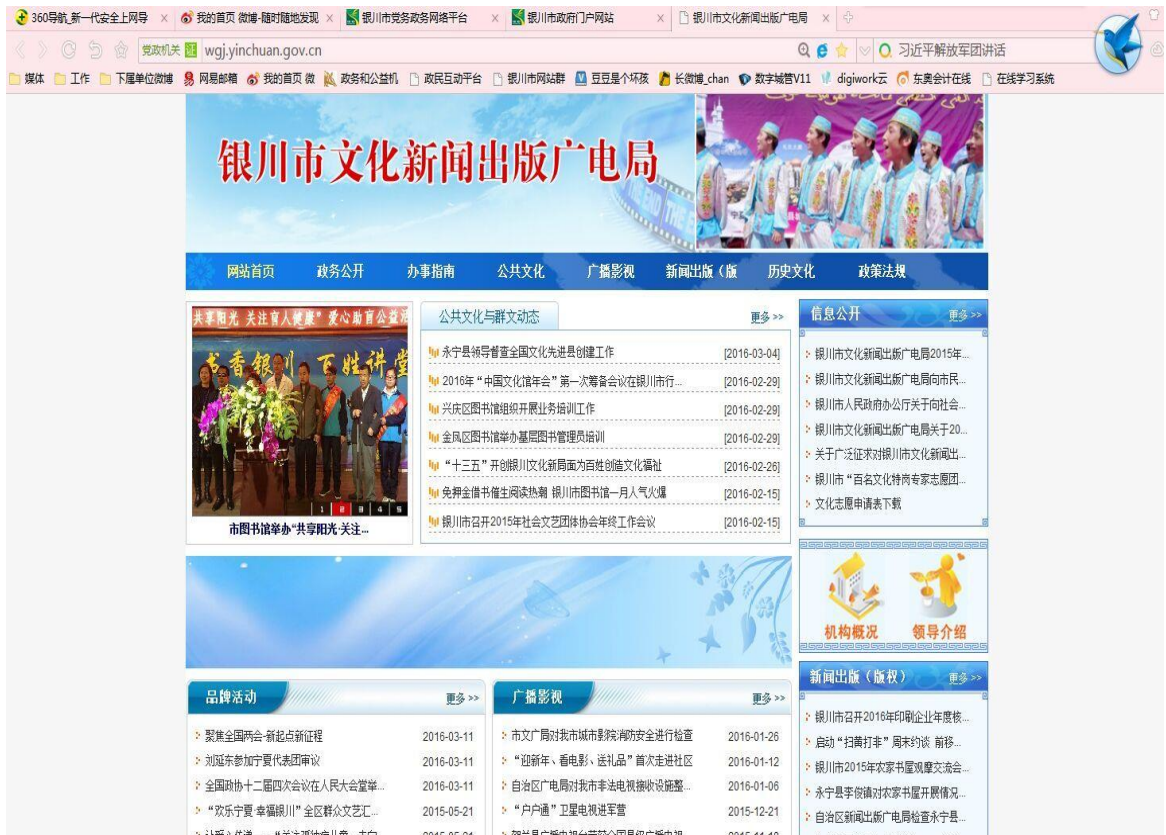 360导航_新一代安全上网导 × 我的首页 微博-随时随地发现 × 银川市党务政务网络平台 × 银川市政府门户网站 × 银川市文化新闻出版广电局 ×
党政机关 证 wgj.yinchuan.gov.cn 习近平解放军团讲话
媒体 工作 下属单位微博 网易邮箱 我的首页 微 政务和公益机 政民互动平台 银川市网站群 豆豆是个坏孩 长微博_chan 数字城管V11 digiwork云 东奥会计在线 在线学习系统
银川市文化新闻出版广电局
网站首页 政务公开 办事指南 公共文化 广播影视 新闻出版（版 历史文化 政策法规
共享阳光 关注盲人健康”爱心助盲公益活
书香银川 百姓讲堂
1 2 3 4 5
市图书馆举办“共享阳光·关注...
公共文化与群文动态 更多 >>
永宁县领导督查全国文化先进县创建工作 [2016-03-04]
2016年“中国文化馆年会”第一次筹备会议在银川市行... [2016-02-29]
兴庆区图书馆组织开展业务培训工作 [2016-02-29]
金凤区图书馆举办基层图书管理员培训 [2016-02-29]
“十三五”开创银川文化新局面为百姓创造文化福祉 [2016-02-26]
免押金借书催生阅读热潮 银川市图书馆一月人气火爆 [2016-02-15]
银川市召开2015年社会文艺团体协会年终工作会议 [2016-02-15]
信息公开 更多 >>
银川市文化新闻出版广电局2015年...
银川市文化新闻出版广电局向市民...
银川市人民政府办公厅关于向社会...
银川市文化新闻出版广电局关于20...
关于广泛征求对银川市文化新闻出...
银川市“百名文化特岗专家志愿团...
文化志愿申请表下载
机构概况 领导介绍
品牌活动 更多 >>
聚焦全国两会-新起点新征程 2016-03-11
刘延东参加宁夏代表团审议 2016-03-11
全国政协十二届四次会议在人民大会堂举... 2016-03-11
“欢乐宁夏·幸福银川”全区群众文艺汇... 2015-05-21
广播影视 更多 >>
市文广局对我市城市影院消防安全进行检查 2016-01-26
“迎新年、看电影、送礼品”首次走进社区 2016-01-12
自治区广电局对我市非法电视接收设施整... 2016-01-06
“户户通”卫星电视进军营 2015-12-21
新闻出版（版权） 更多 >>
银川市召开2016年印刷企业年度核...
启动“扫黄打非”周末约谈 前移...
银川市2015年农家书屋观摩交流会...
永宁县李俊镇对农家书屋开展情况...
自治区新闻出版广电局检查永宁县...